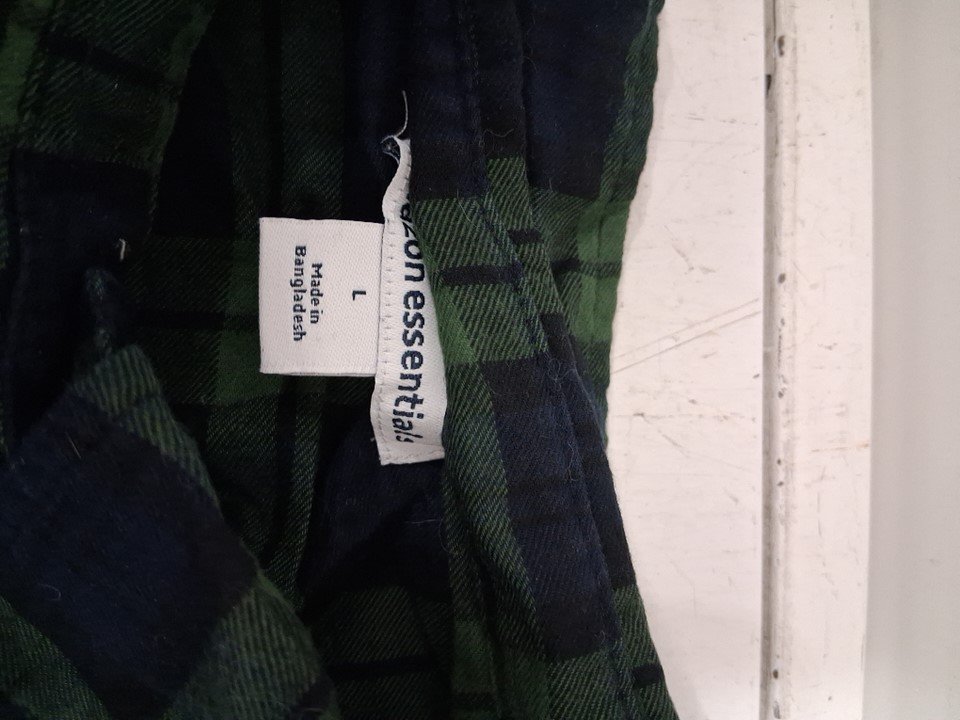 azon essentials
L
Made in
Bangladesh